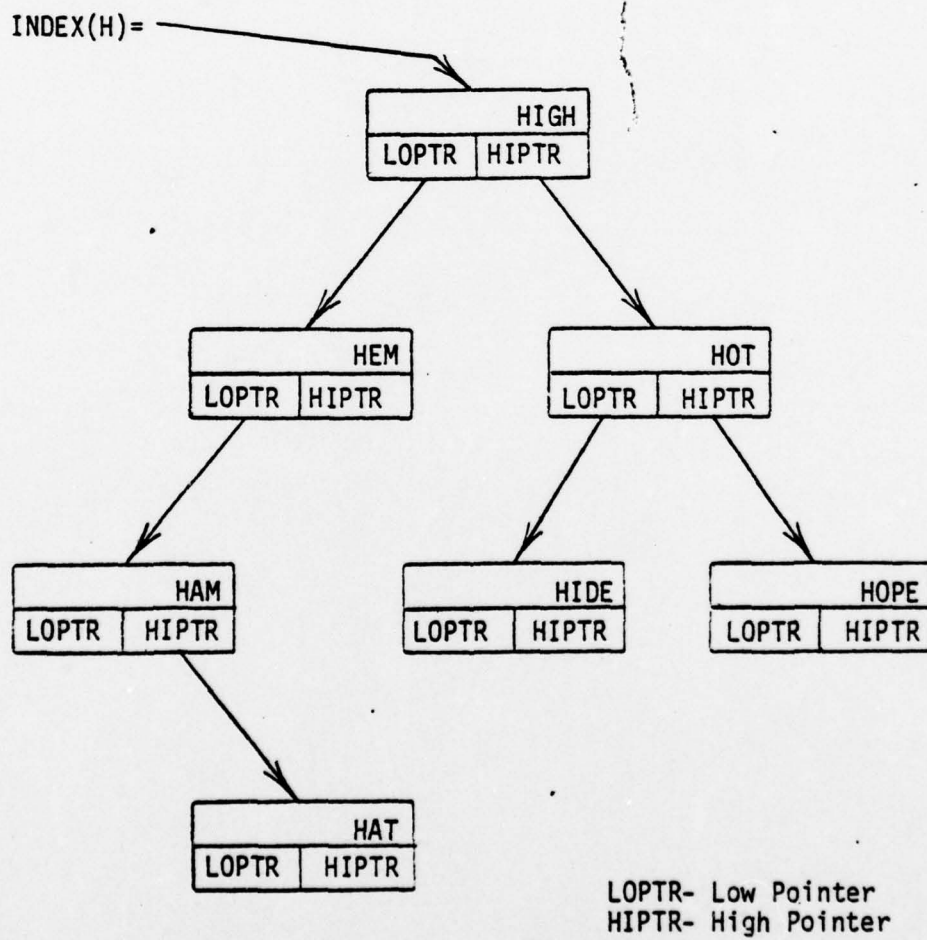 INDEX(H)=
HIGH
LOPTR HIPTR
HEM
LOPTR HIPTR
HOT
LOPTR HIPTR
HAM
LOPTR HIPTR
HIDE
LOPTR HIPTR
HOPE
LOPTR HIPTR
HAT
LOPTR HIPTR
LOPTR- Low Pointer
HIPTR- High Pointer